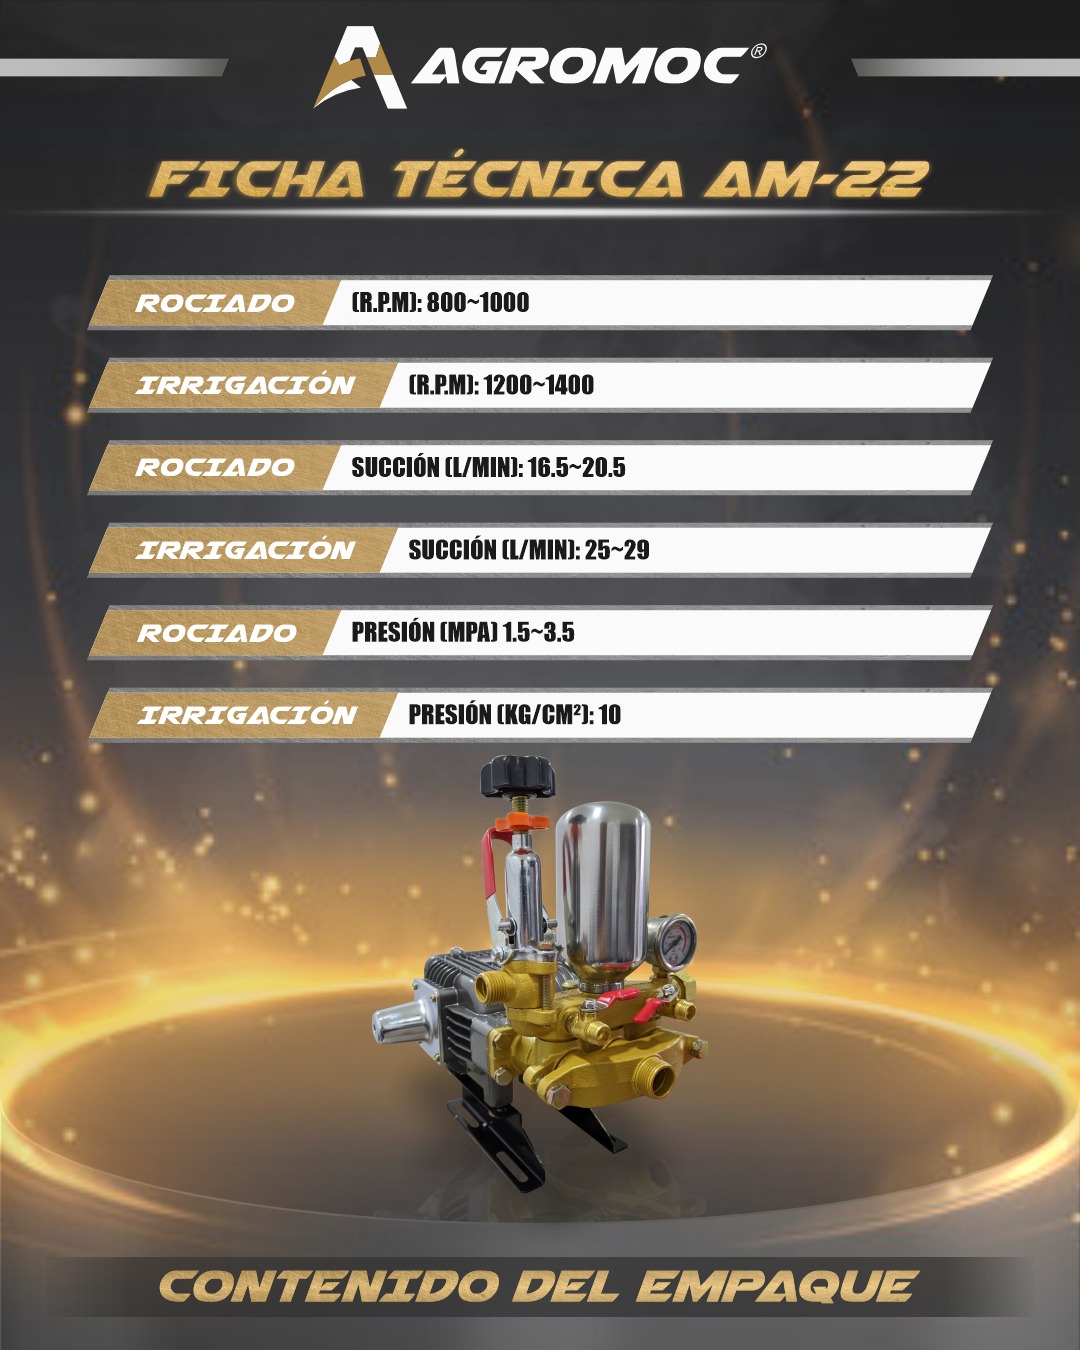 AGROMOC®
FICHA TÉCNICA AM-22
ROCIADO (R.P.M): 800~1000
IRRIGACIÓN (R.P.M): 1200~1400
ROCIADO SUCCIÓN (L/MIN): 16.5~20.5
IRRIGACIÓN SUCCIÓN (L/MIN): 25~29
ROCIADO PRESIÓN (MPA) 1.5~3.5
IRRIGACIÓN PRESIÓN (KG/CM²): 10
CONTENIDO DEL EMPAQUE